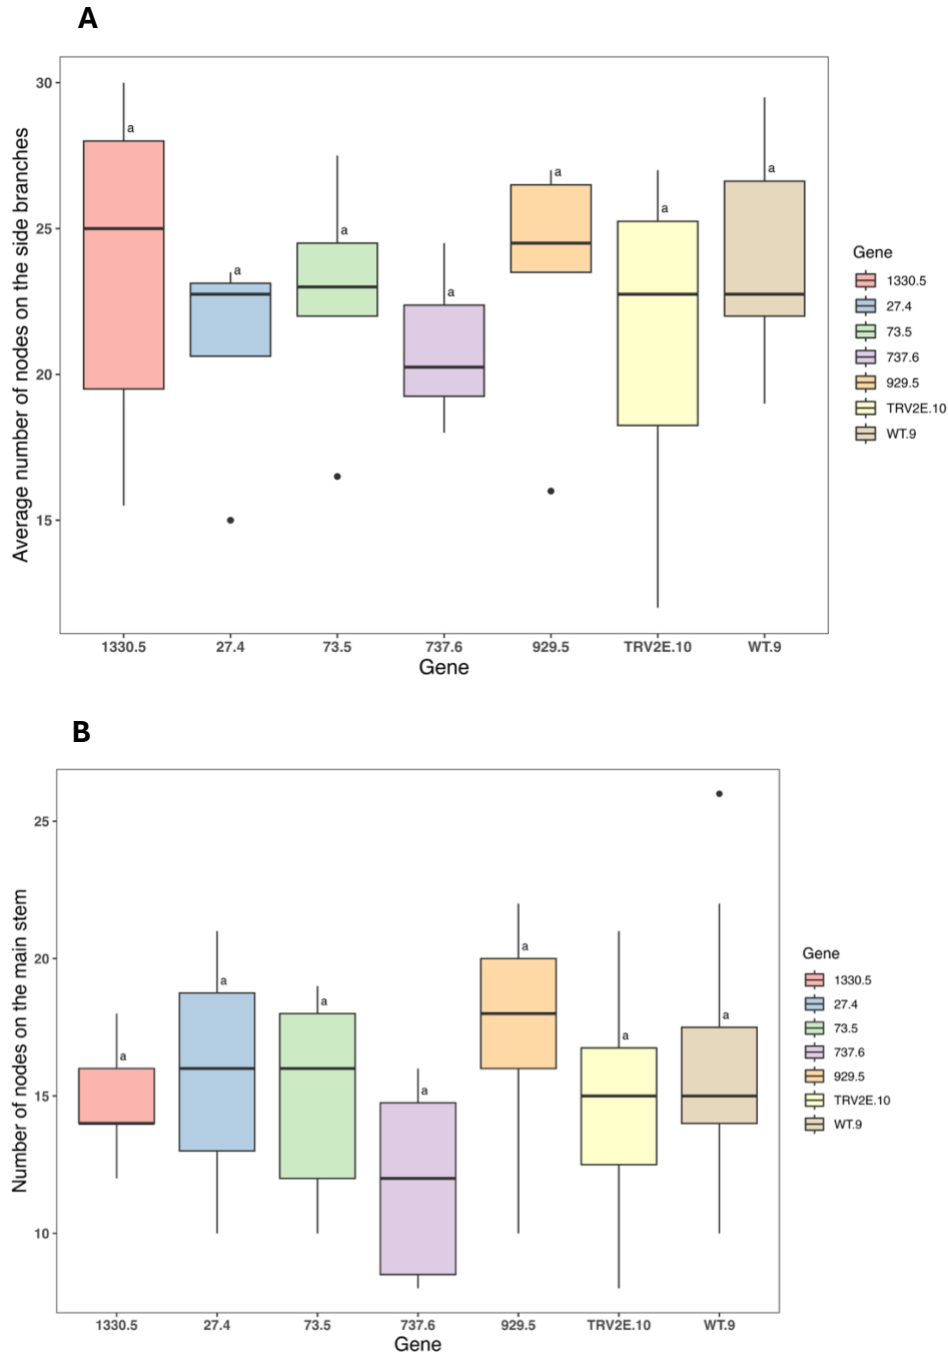 A
Average number of nodes on the side branches
30
25
20
15
a
a
a
a
a
a
a
1330.5 27.4 73.5 737.6 929.5 TRV2E.10 WT.9
Gene
Gene
1330.5
27.4
73.5
737.6
929.5
TRV2E.10
WT.9
B
Number of nodes on the main stem
25
20
15
10
a
a
a
a
a
a
a
1330.5 27.4 73.5 737.6 929.5 TRV2E.10 WT.9
Gene
Gene
1330.5
27.4
73.5
737.6
929.5
TRV2E.10
WT.9